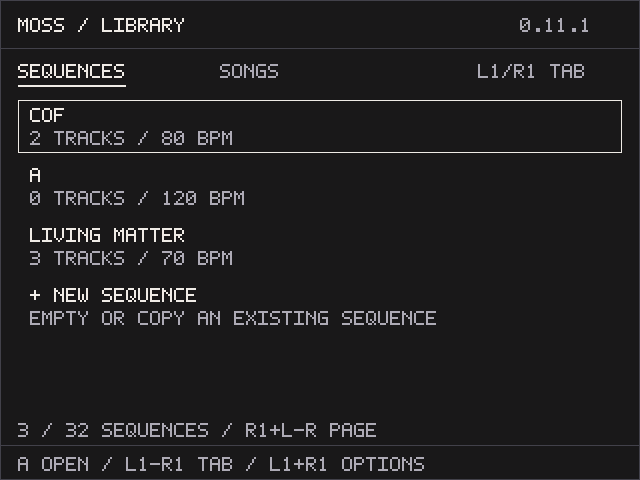 MOSS / LIBRARY 0.11.1
SEQUENCES SONGS L1/R1 TAB
COF
2 TRACKS / 80 BPM
A
0 TRACKS / 120 BPM
LIVING MATTER
3 TRACKS / 70 BPM
+ NEW SEQUENCE
EMPTY OR COPY AN EXISTING SEQUENCE
3 / 32 SEQUENCES / R1+L-R PAGE
A OPEN / L1-R1 TAB / L1+R1 OPTIONS